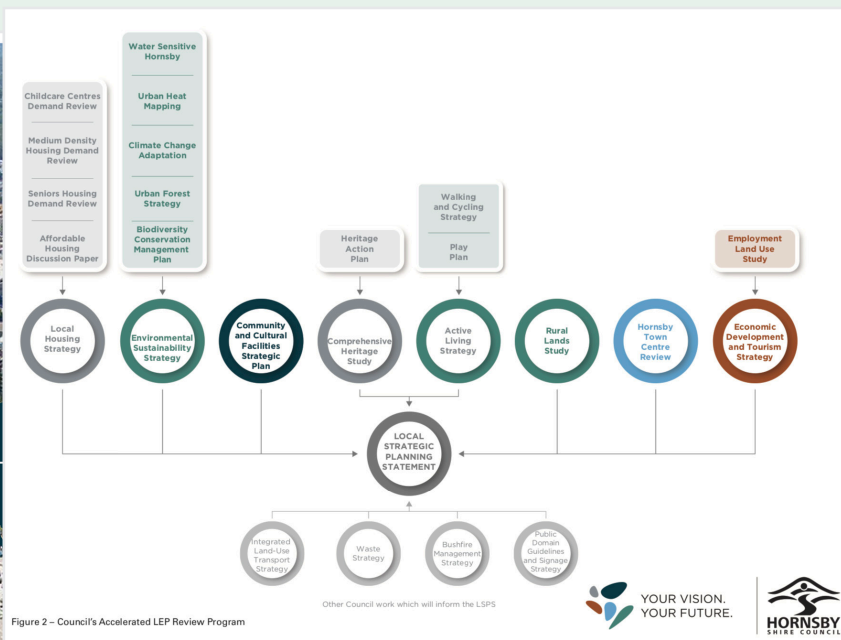 Childcare Centres
Demand Review
Medium Density
Housing Demand
Review
Seniors Housing
Demand Review
Affordable
Housing
Discussion Paper
Water Sensitive
Hornsby
Urban Heat
Mapping
Climate Change
Adaptation
Urban Forest
Strategy
Biodiversity
Conservation
Management
Plan
Heritage
Action
Plan
Walking
and Cycling
Strategy
Play
Plan
Employment
Land Use
Study
Local
Housing
Strategy
Environmental
Sustainability
Strategy
Community
and Cultural
Facilities
Strategic
Plan
Comprehensive
Heritage
Study
Active
Living
Strategy
Rural
Lands
Study
Hornsby
Town
Centre
Review
Economic
Development
and Tourism
Strategy
LOCAL
STRATEGIC
PLANNING
STATEMENT
Integrated
Land-Use
Transport
Strategy
Waste
Strategy
Bushfire
Management
Strategy
Public
Domain
Guidelines
and Signage
Strategy
Other Council work which will inform the LSPS
Figure 2 – Council's Accelerated LEP Review Program
YOUR VISION.
YOUR FUTURE.
HORNSBY
SHIRE COUNCIL